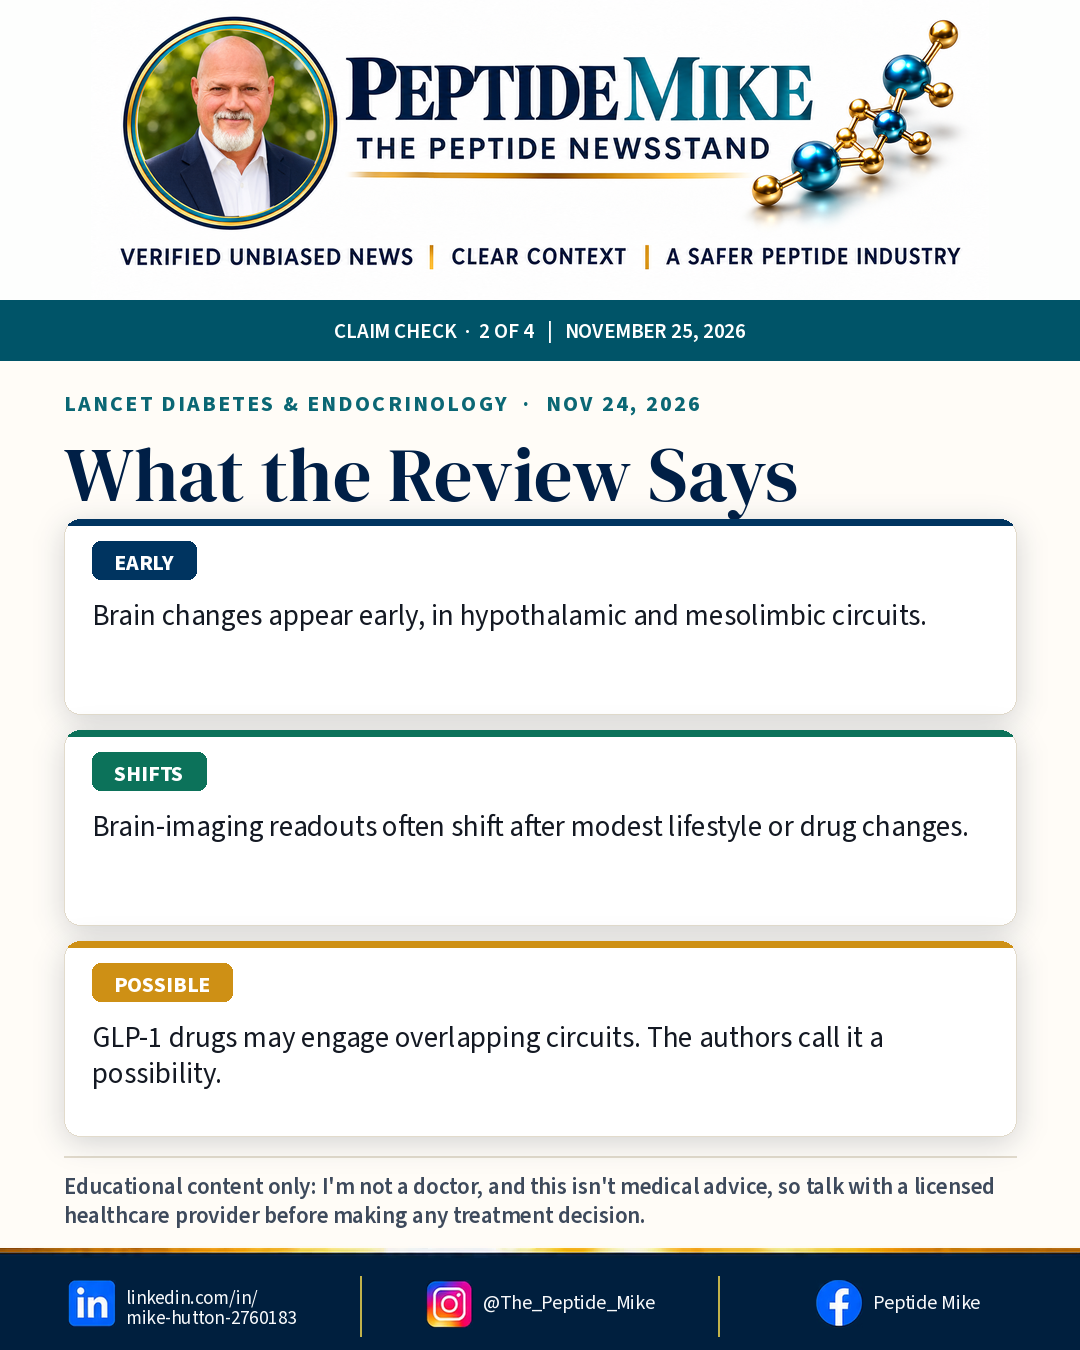 PEPTIDEMIKE
THE PEPTIDE NEWSSTAND
VERIFIED UNBIASED NEWS | CLEAR CONTEXT | A SAFER PEPTIDE INDUSTRY
CLAIM CHECK · 2 OF 4 | NOVEMBER 25, 2026
LANCET DIABETES & ENDOCRINOLOGY · NOV 24, 2026
What the Review Says
EARLY
Brain changes appear early, in hypothalamic and mesolimbic circuits.
SHIFTS
Brain-imaging readouts often shift after modest lifestyle or drug changes.
POSSIBLE
GLP-1 drugs may engage overlapping circuits. The authors call it a
possibility.
Educational content only: I'm not a doctor, and this isn't medical advice, so talk with a licensed
healthcare provider before making any treatment decision.
linkedin.com/in/
mike-hutton-2760183
@The_Peptide_Mike
Peptide Mike